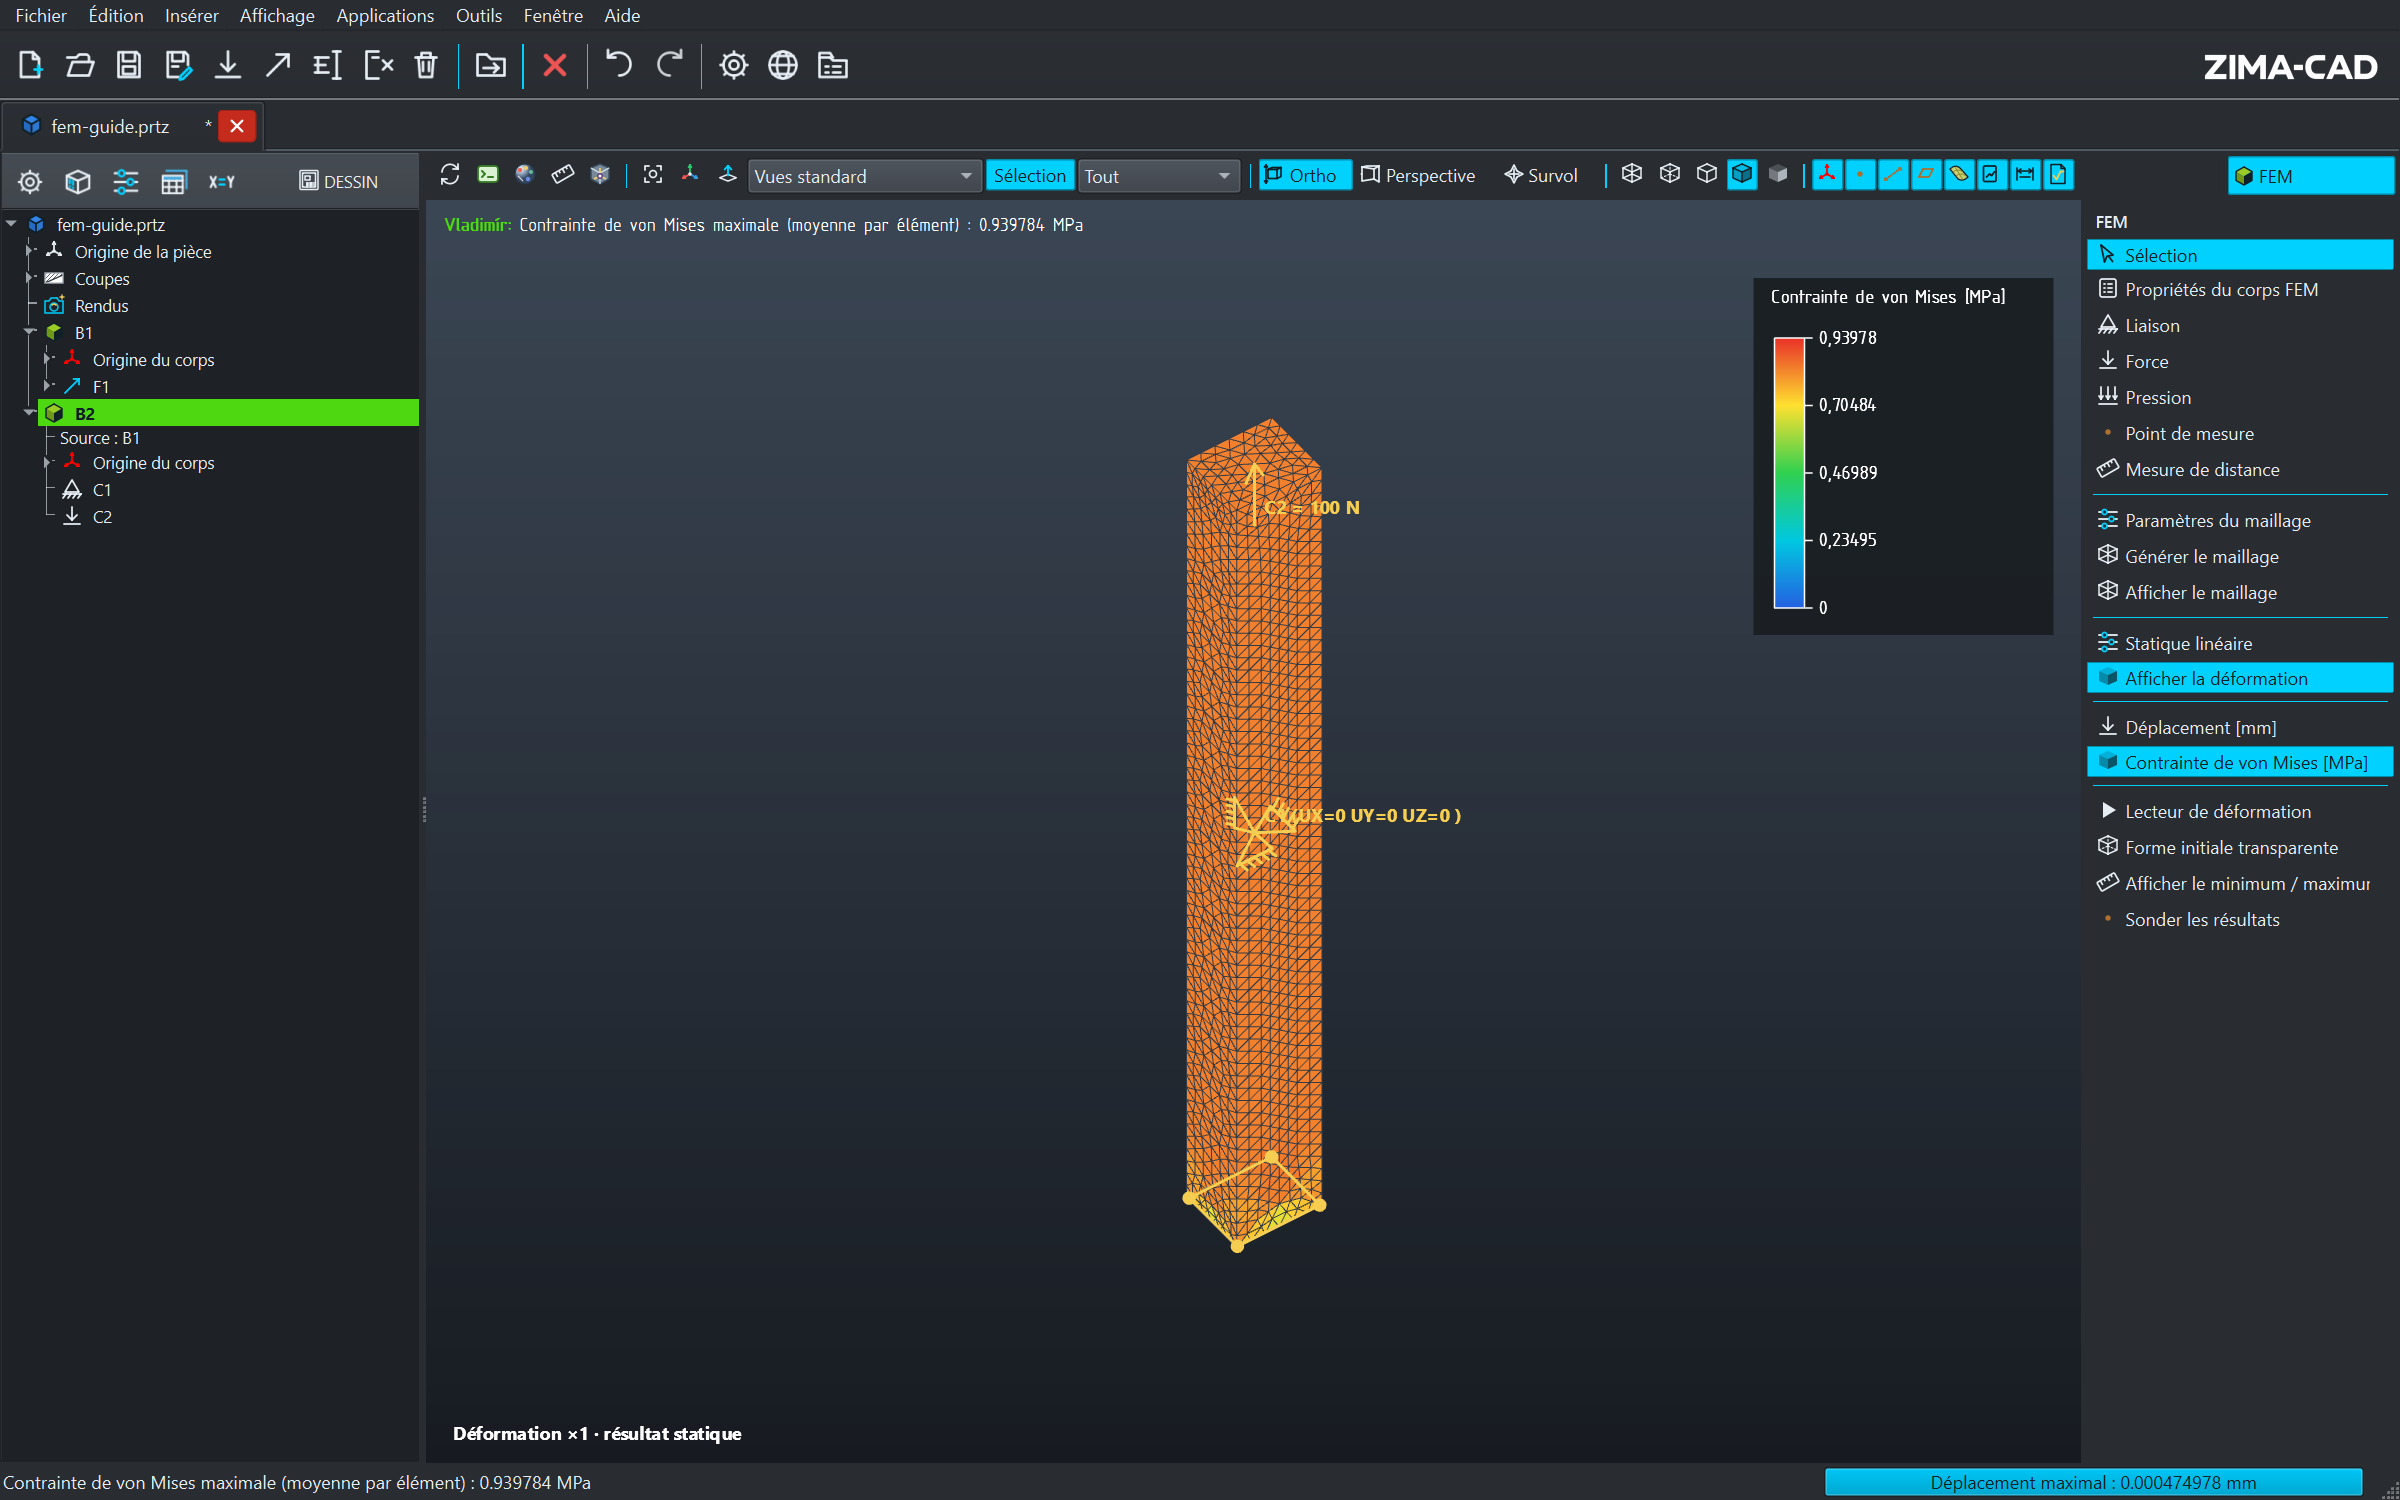 Fichier Édition Insérer Affichage Applications Outils Fenêtre Aide
ZIMA-CAD
fem-guide.prtz *
X=Y DESSIN
Vues standard Sélection Tout Ortho Perspective Survol FEM
fem-guide.prtz
Origine de la pièce
Coupes
Rendus
B1
Origine du corps
F1
B2
Source : B1
Origine du corps
C1
C2
Vladimír: Contrainte de von Mises maximale (moyenne par élément) : 0.939784 MPa
Contrainte de von Mises [MPa]
0,93978
0,70484
0,46989
0,23495
0
C2 = 100 N
UX=0 UY=0 UZ=0 )
Déformation ×1 · résultat statique
FEM
Sélection
Propriétés du corps FEM
Liaison
Force
Pression
Point de mesure
Mesure de distance
Paramètres du maillage
Générer le maillage
Afficher le maillage
Statique linéaire
Afficher la déformation
Déplacement [mm]
Contrainte de von Mises [MPa]
Lecteur de déformation
Forme initiale transparente
Afficher le minimum / maximur
Sonder les résultats
Contrainte de von Mises maximale (moyenne par élément) : 0.939784 MPa
Déplacement maximal : 0.000474978 mm